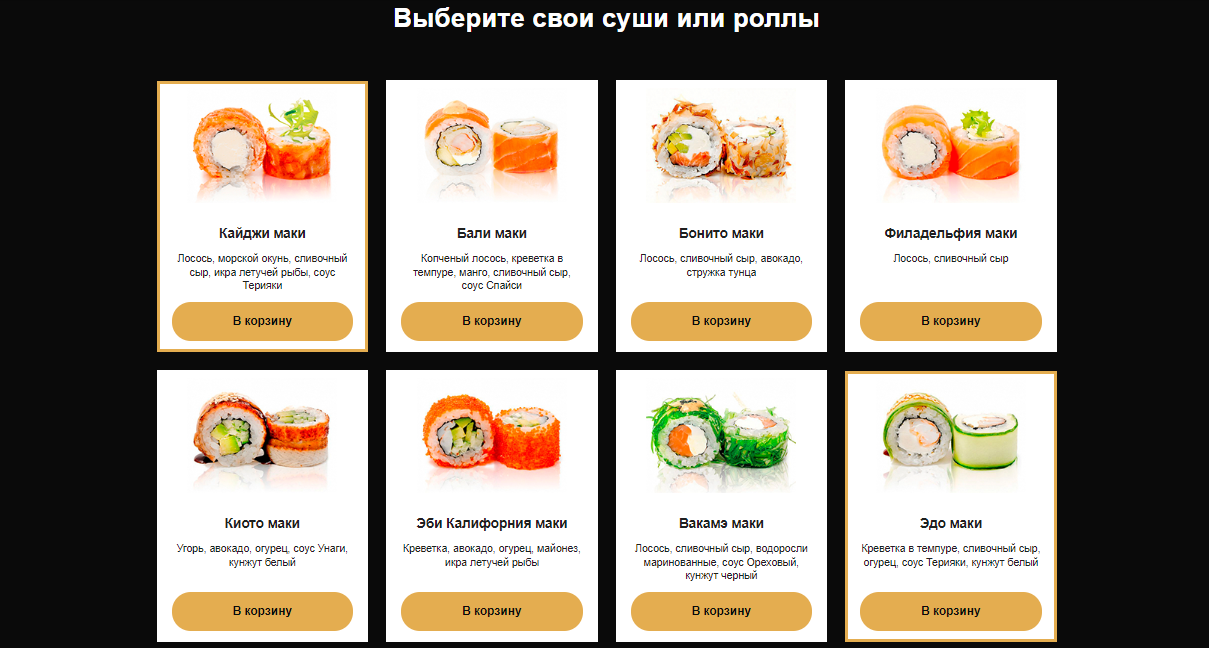 Выберите свои суши или роллы
Кайджи маки
Лосось, морской окунь, сливочный
сыр, икра летучей рыбы, соус
Терияки
В корзину
Бали маки
Копченый лосось, креветка в
темпуре, манго, сливочный сыр,
соус Спайси
В корзину
Бонито маки
Лосось, сливочный сыр, авокадо,
стружка тунца
В корзину
Филадельфия маки
Лосось, сливочный сыр
В корзину
Киото маки
Угорь, авокадо, огурец, соус Унаги,
кунжут белый
В корзину
Эби Калифорния маки
Креветка, авокадо, огурец, майонез,
икра летучей рыбы
В корзину
Вакамэ маки
Лосось, сливочный сыр, водоросли
маринованные, соус Ореховый,
кунжут черный
В корзину
Эдо маки
Креветка в темпуре, сливочный сыр,
огурец, соус Терияки, кунжут белый
В корзину